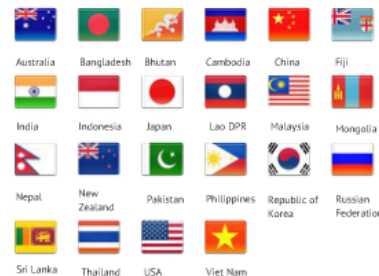 Australia Bangladesh Bhutan Cambodia China Fiji
India Indonesia Japan Lao DPR Malaysia Mongolia
Nepal New Zealand Pakistan Philippines Republic of Korea Russian Federation
Sri Lanka Thailand USA Viet Nam